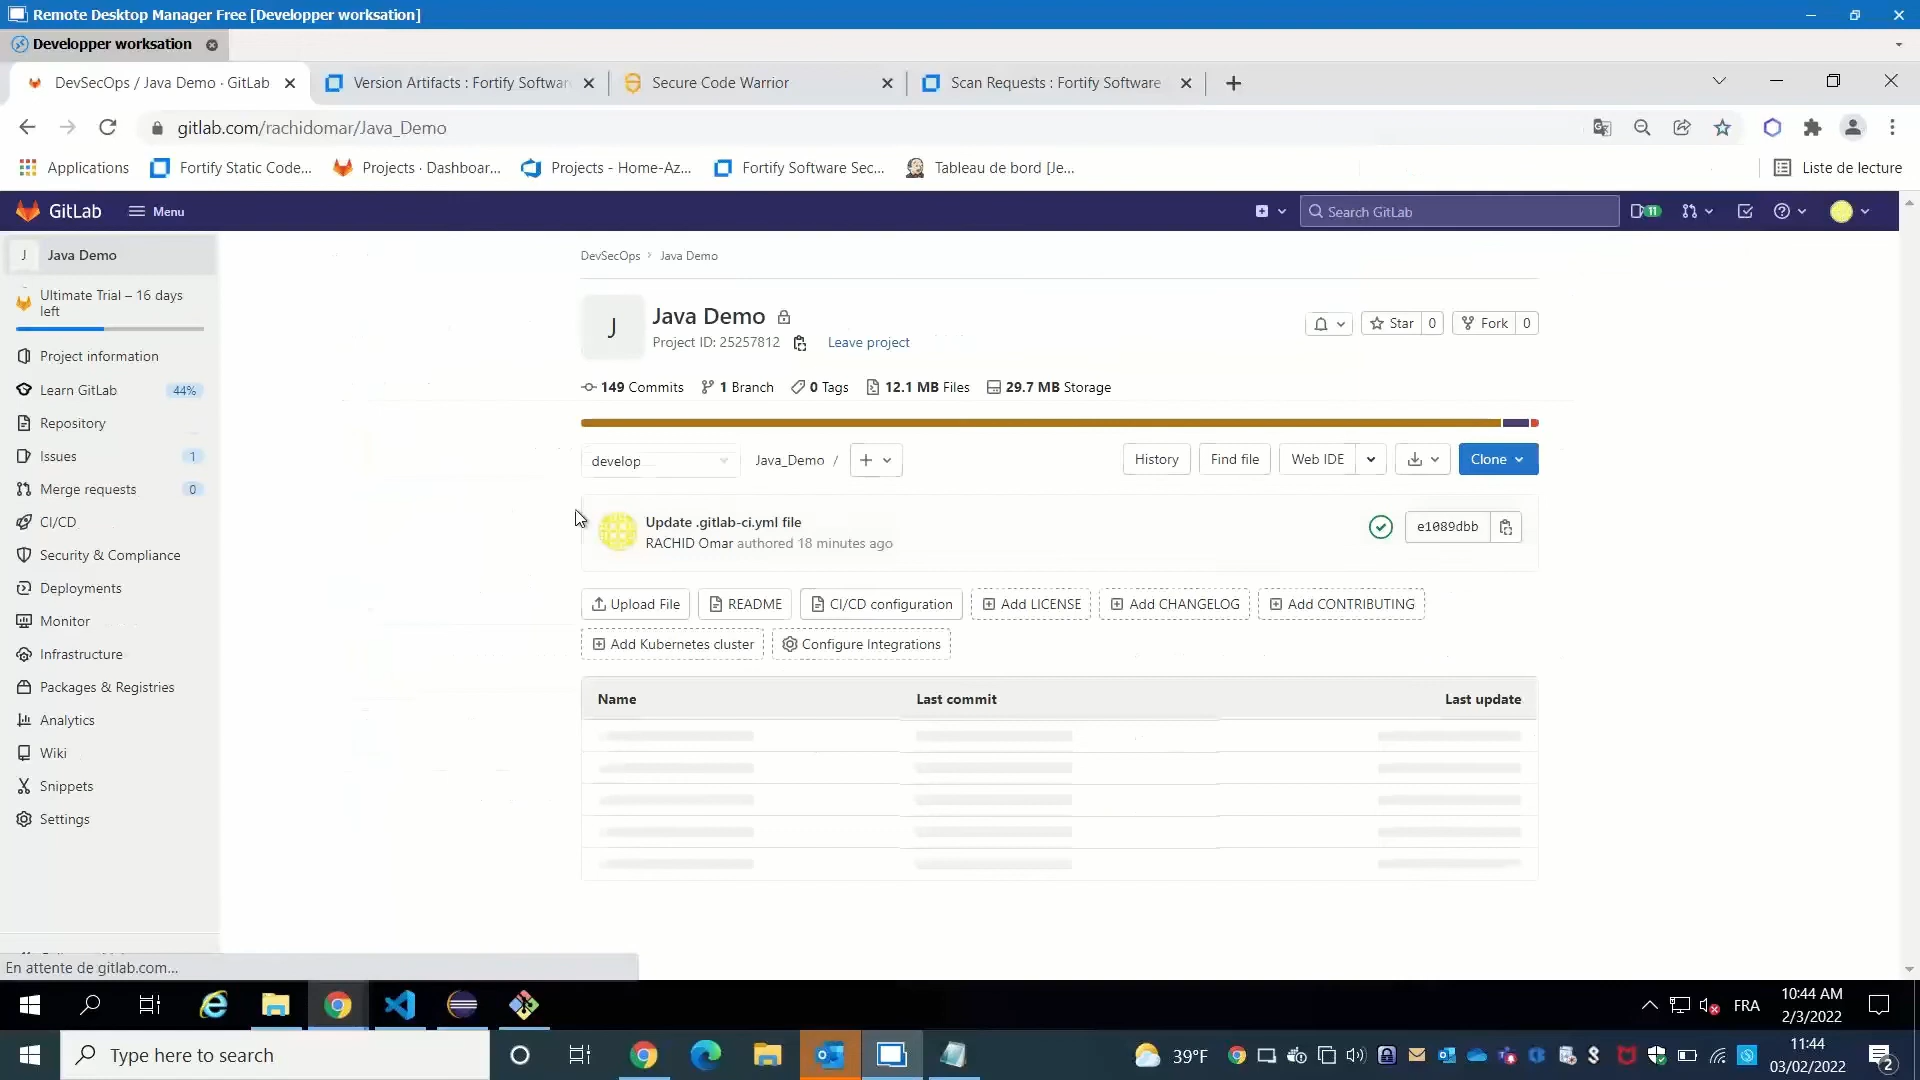 Remote Desktop Manager Free [Developper worksation]
Developper worksation
DevSecOps / Java Demo · GitLab
Version Artifacts : Fortify Softwar
Secure Code Warrior
Scan Requests : Fortify Software
gitlab.com/rachidomar/Java_Demo
Applications
Fortify Static Code...
Projects · Dashboar...
Projects - Home-Az...
Fortify Software Sec...
Tableau de bord [Je...
Liste de lecture
GitLab
Menu
Search GitLab
11
J
Java Demo
Ultimate Trial – 16 days
left
Project information
Learn GitLab 44%
Repository
Issues 1
Merge requests 0
CI/CD
Security & Compliance
Deployments
Monitor
Infrastructure
Packages & Registries
Analytics
Wiki
Snippets
Settings
DevSecOps › Java Demo
J
Java Demo
Project ID: 25257812
Leave project
Star 0
Fork 0
149 Commits
1 Branch
0 Tags
12.1 MB Files
29.7 MB Storage
develop
Java_Demo /
History
Find file
Web IDE
Clone
Update .gitlab-ci.yml file
RACHID Omar authored 18 minutes ago
e1089dbb
Upload File
README
CI/CD configuration
Add LICENSE
Add CHANGELOG
Add CONTRIBUTING
Add Kubernetes cluster
Configure Integrations
Name
Last commit
Last update
En attente de gitlab.com...
FRA
10:44 AM
2/3/2022
Type here to search
39°F
11:44
03/02/2022
2